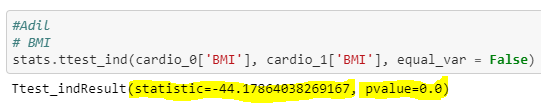 #Adil
# BMI
stats.ttest_ind(cardio_0['BMI'], cardio_1['BMI'], equal_var = False)
Ttest_indResult(statistic=-44.17864038269167, pvalue=0.0)